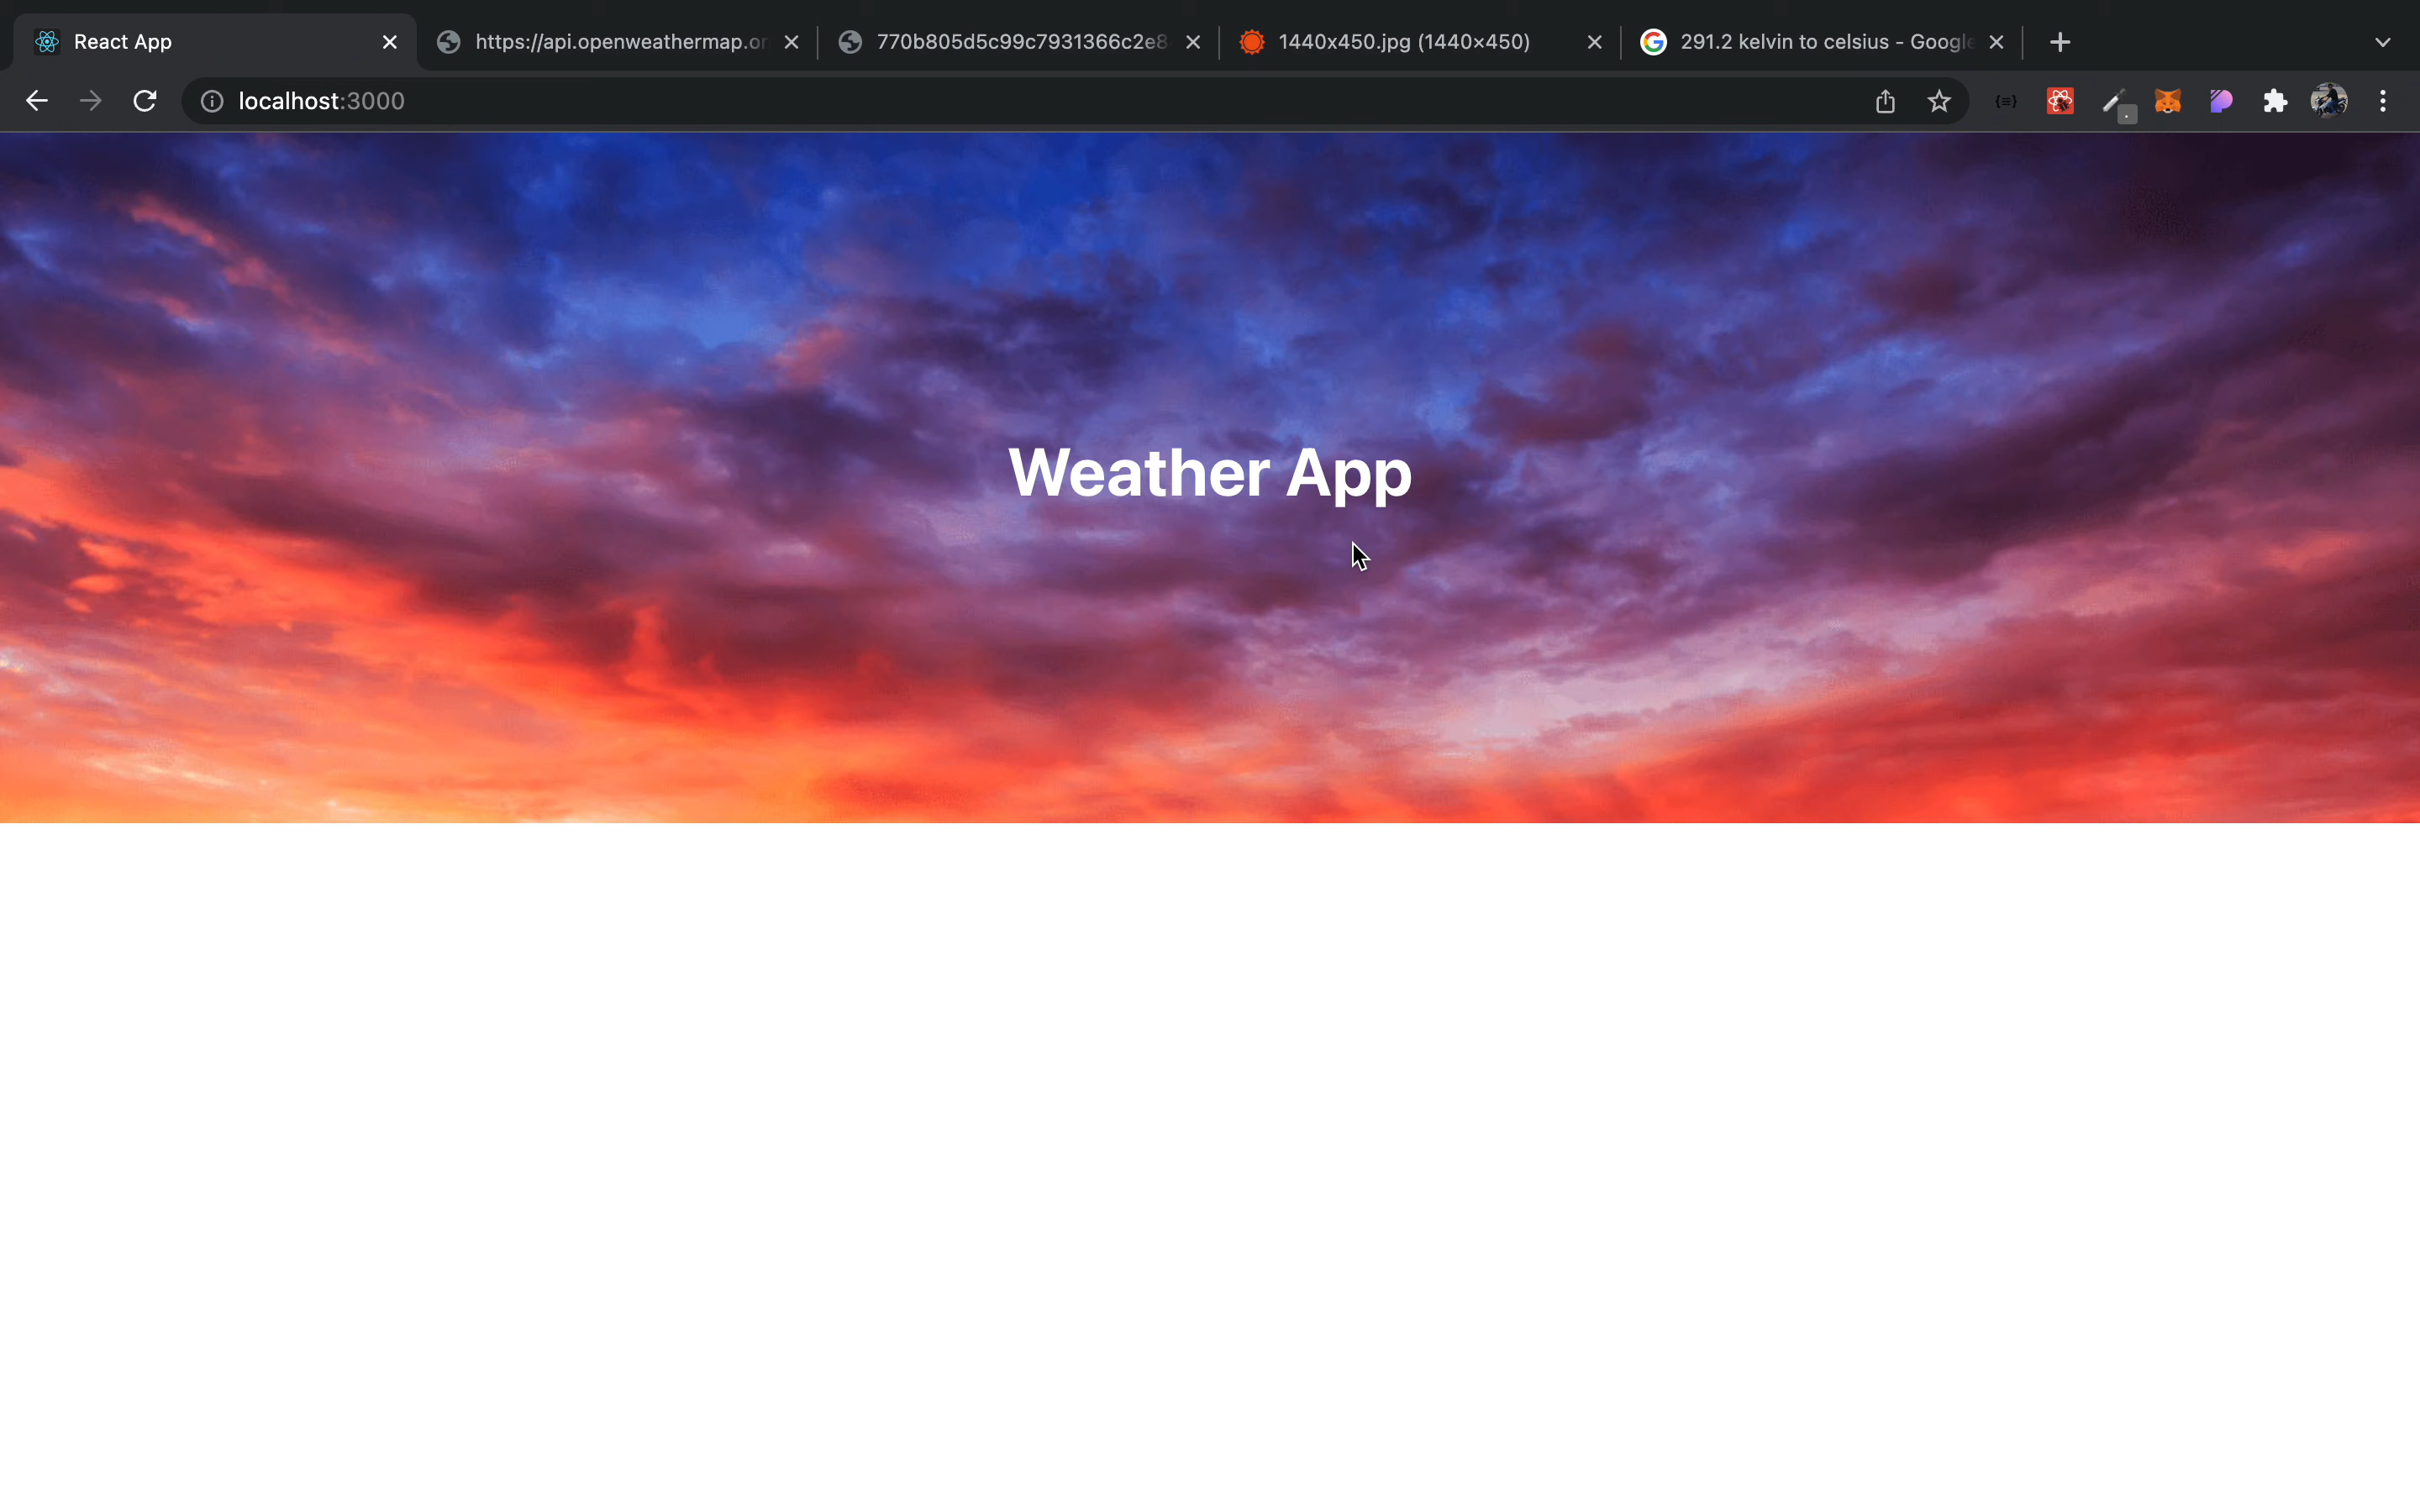 React App
https://api.openweathermap.or
770b805d5c99c7931366c2e8
1440x450.jpg (1440×450)
291.2 kelvin to celsius - Google
localhost:3000
Weather App